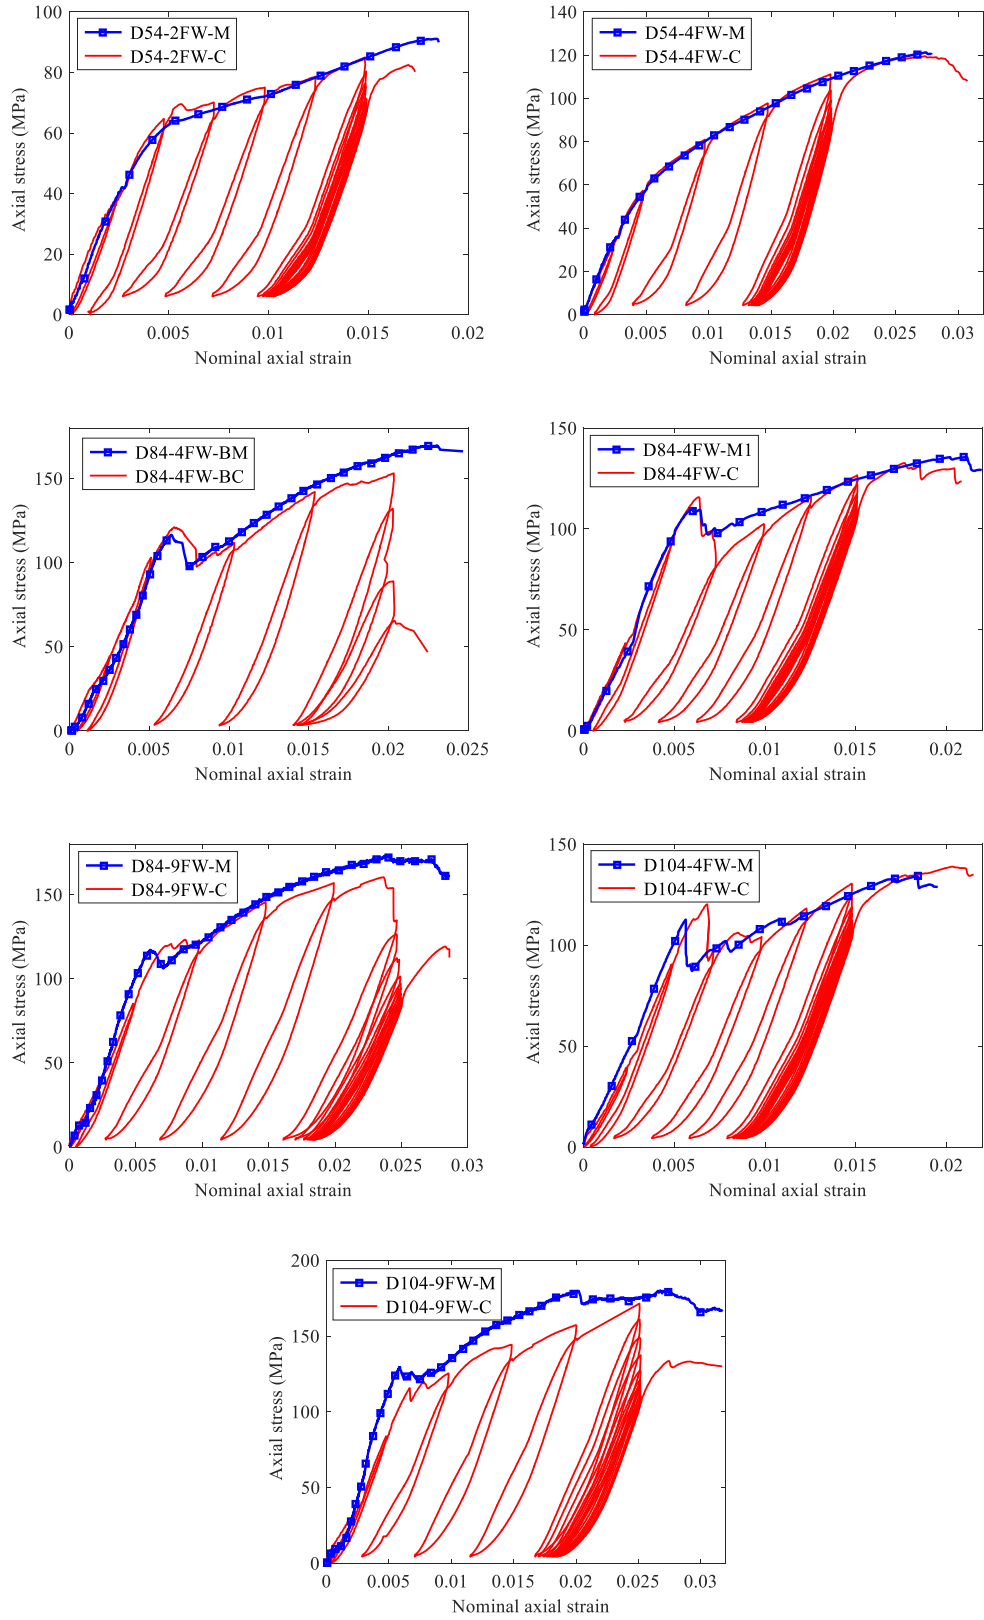 100
80
60
40
20
0
Axial stress (MPa)
D54-2FW-M
D54-2FW-C
0 0.005 0.01 0.015 0.02
Nominal axial strain
140
120
100
80
60
40
20
0
Axial stress (MPa)
D54-4FW-M
D54-4FW-C
0 0.005 0.01 0.015 0.02 0.025 0.03
Nominal axial strain
150
100
50
0
Axial stress (MPa)
D84-4FW-BM
D84-4FW-BC
0 0.005 0.01 0.015 0.02 0.025
Nominal axial strain
150
100
50
0
Axial stress (MPa)
D84-4FW-M1
D84-4FW-C
0 0.005 0.01 0.015 0.02
Nominal axial strain
150
100
50
0
Axial stress (MPa)
D84-9FW-M
D84-9FW-C
0 0.005 0.01 0.015 0.02 0.025 0.03
Nominal axial strain
150
100
50
0
Axial stress (MPa)
D104-4FW-M
D104-4FW-C
0 0.005 0.01 0.015 0.02
Nominal axial strain
200
150
100
50
0
Axial stress (MPa)
D104-9FW-M
D104-9FW-C
0 0.005 0.01 0.015 0.02 0.025 0.03
Nominal axial strain